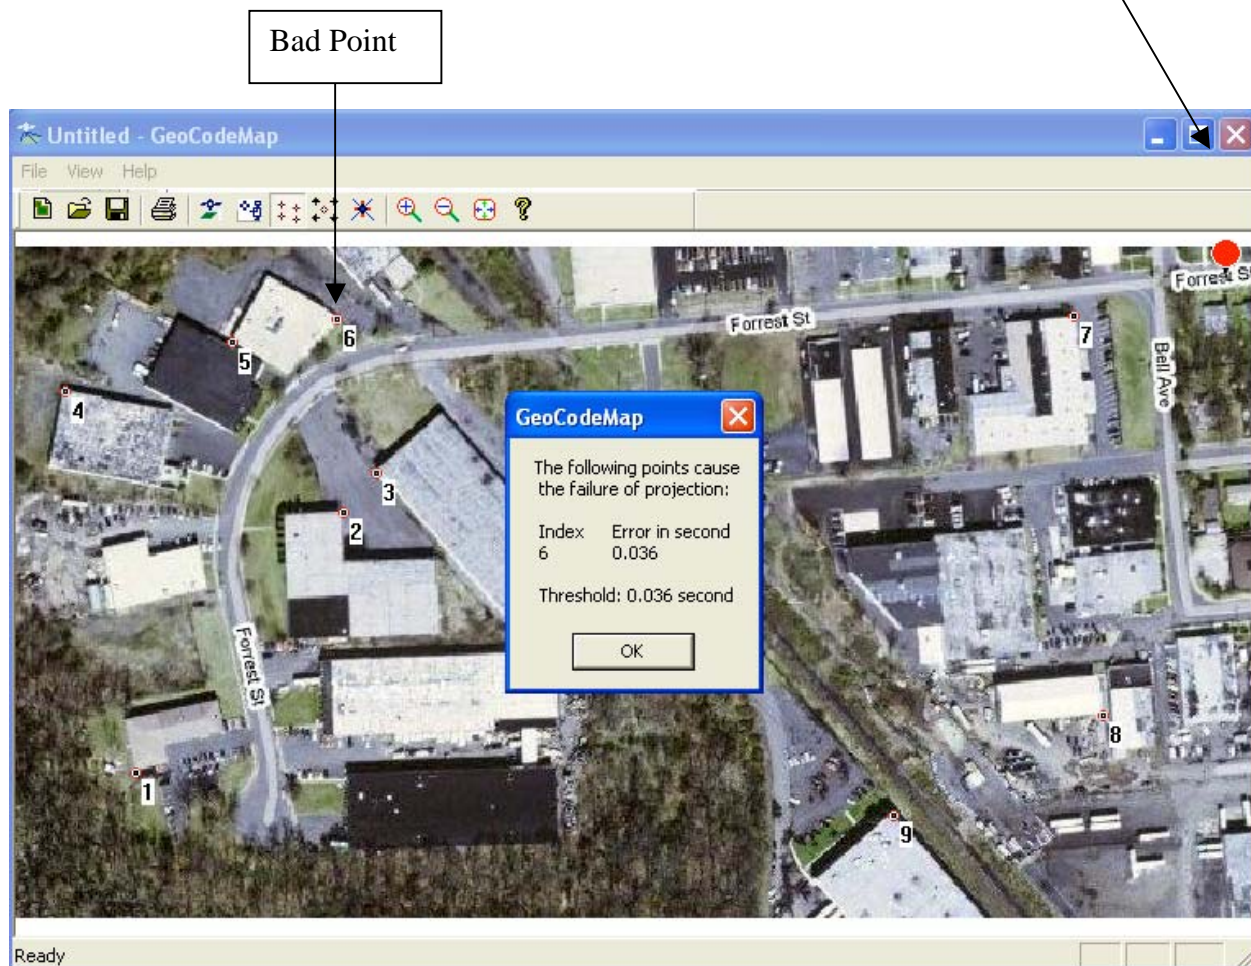 Bad Point
Untitled - GeoCodeMap
File View Help
Forrest St
Forrest St
6
7
5
Bell Ave
4
GeoCodeMap
The following points cause
the failure of projection:
3
2
Index Error in second
6 0.036
Threshold: 0.036 second
OK
Forrest St
8
1
9
Ready